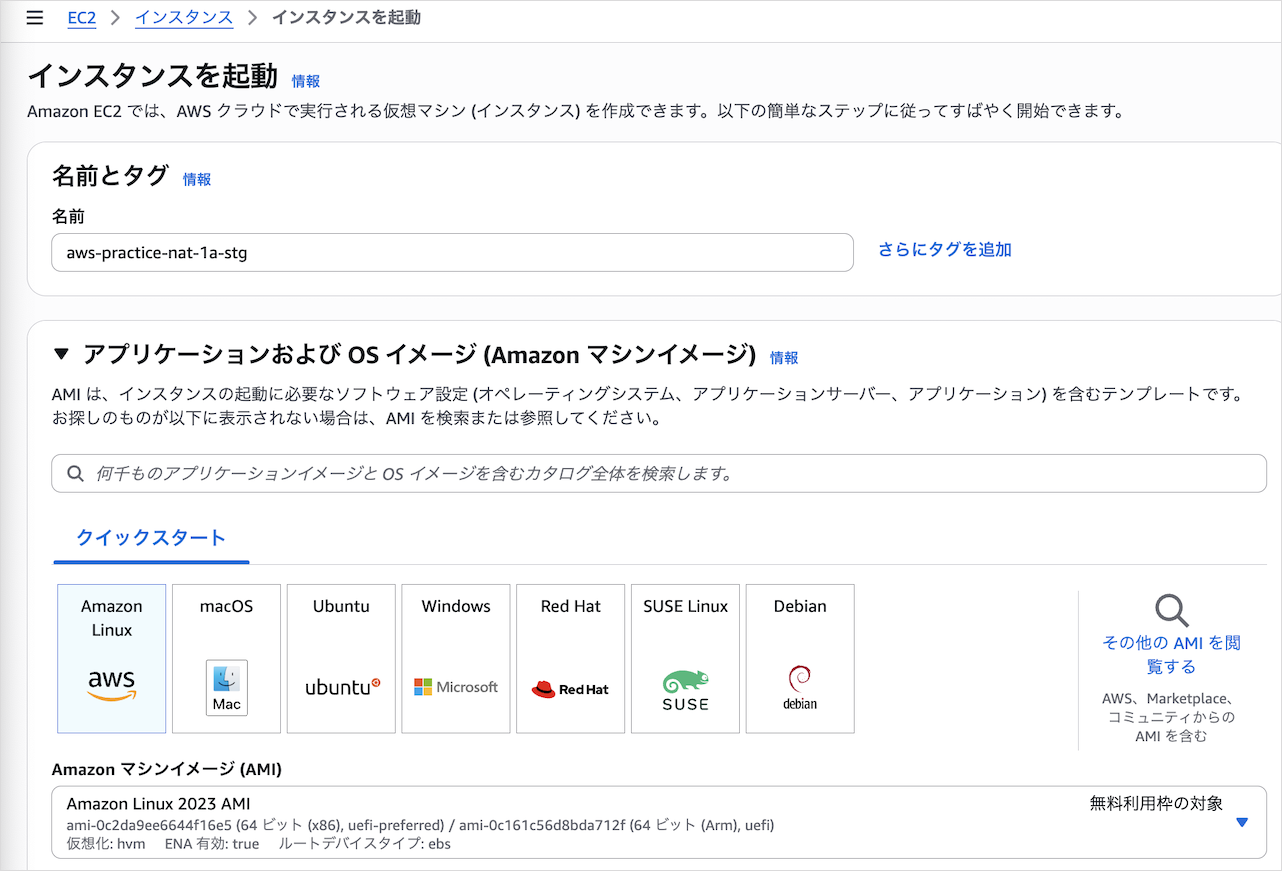 EC2 > インスタンス > インスタンスを起動
インスタンスを起動 情報
Amazon EC2 では、AWS クラウドで実行される仮想マシン (インスタンス) を作成できます。以下の簡単なステップに従ってすばやく開始できます。
名前とタグ 情報
名前
aws-practice-nat-1a-stg
さらにタグを追加
▼ アプリケーションおよび OS イメージ (Amazon マシンイメージ) 情報
AMI は、インスタンスの起動に必要なソフトウェア設定 (オペレーティングシステム、アプリケーションサーバー、アプリケーション) を含むテンプレートです。
お探しのものが以下に表示されない場合は、AMI を検索または参照してください。
何千ものアプリケーションイメージと OS イメージを含むカタログ全体を検索します。
クイックスタート
Amazon
Linux
aws
macOS
Mac
Ubuntu
ubuntu
Windows
Microsoft
Red Hat
Red Hat
SUSE Linux
SUSE
Debian
debian
その他の AMI を閲
覧する
AWS、Marketplace、
コミュニティからの
AMI を含む
Amazon マシンイメージ (AMI)
Amazon Linux 2023 AMI
無料利用枠の対象
ami-0c2da9ee6644f16e5 (64 ビット (x86), uefi-preferred) / ami-0c161c56d8bda712f (64 ビット (Arm), uefi)
仮想化: hvm ENA 有効: true ルートデバイスタイプ: ebs